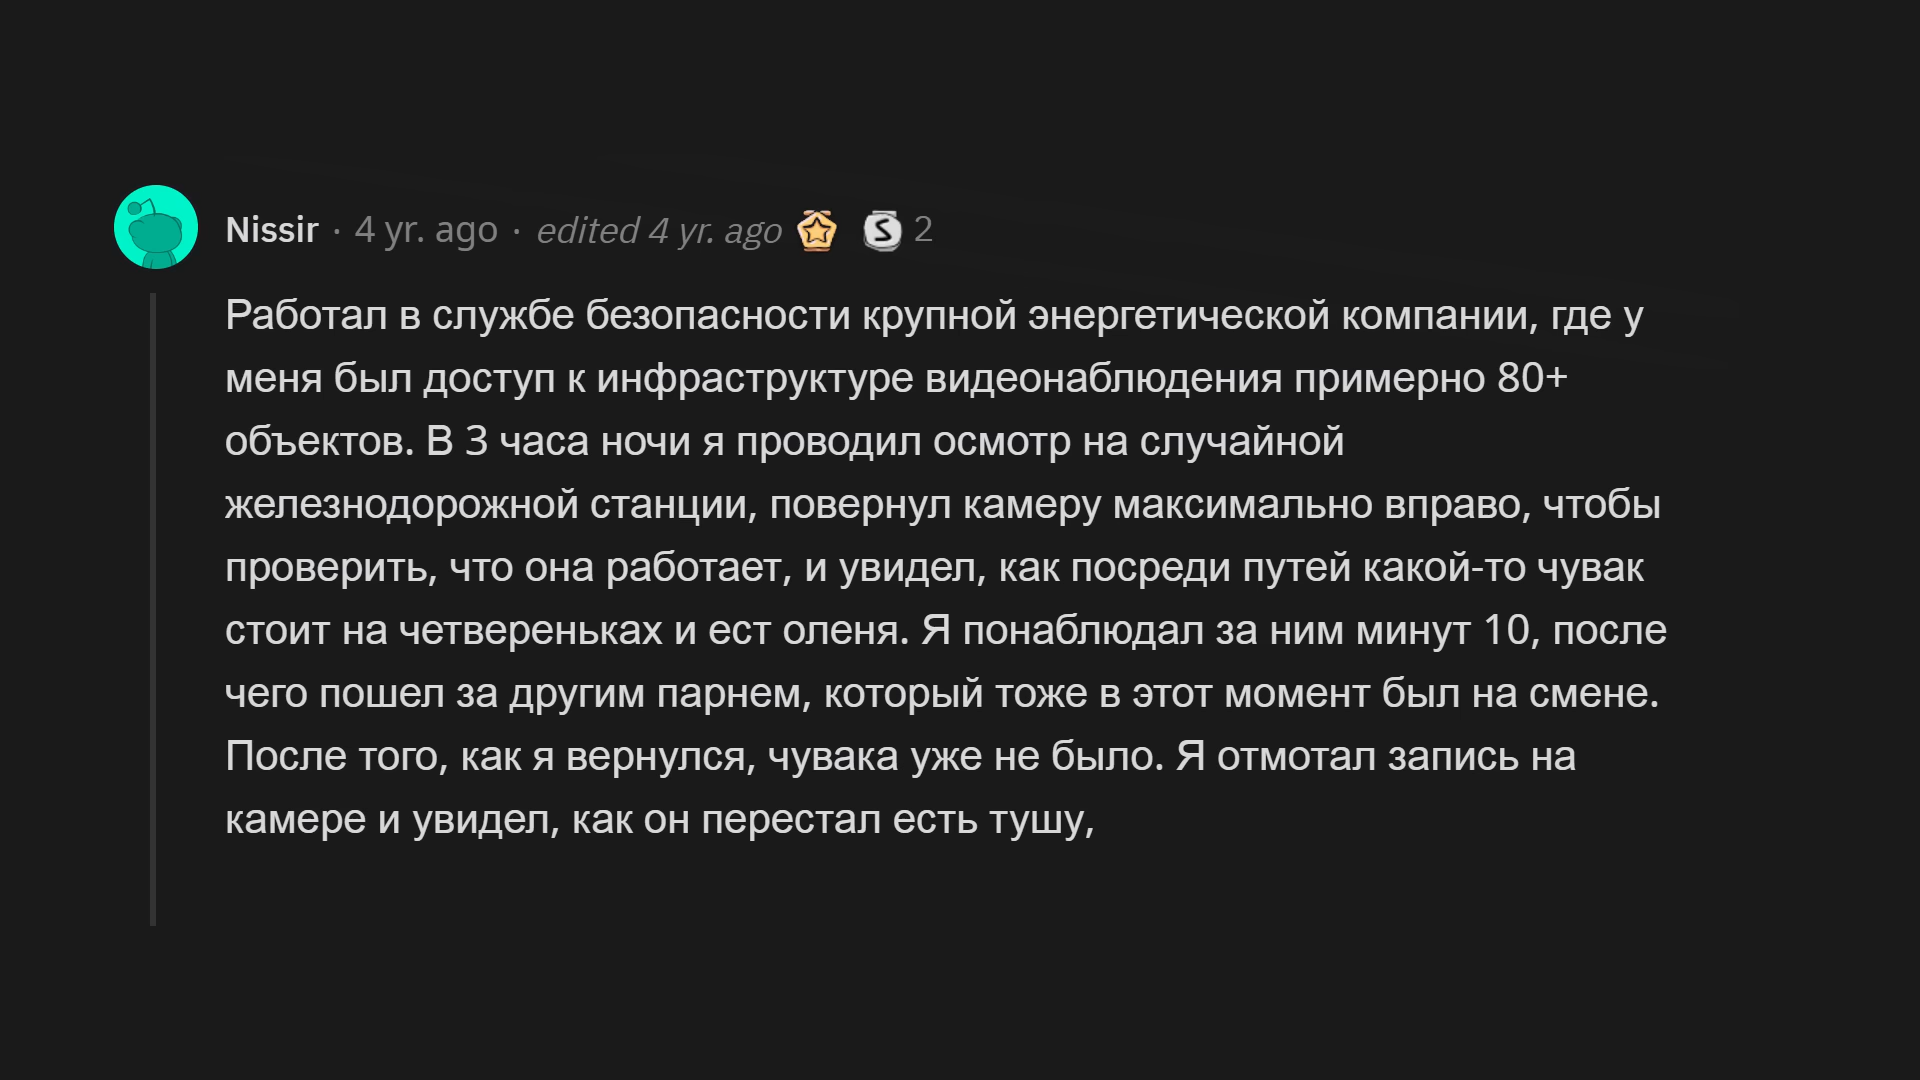 Nissir · 4 yr. ago · edited 4 yr. ago S 2
Работал в службе безопасности крупной энергетической компании, где у
меня был доступ к инфраструктуре видеонаблюдения примерно 80+
объектов. В 3 часа ночи я проводил осмотр на случайной
железнодорожной станции, повернул камеру максимально вправо, чтобы
проверить, что она работает, и увидел, как посреди путей какой-то чувак
стоит на четвереньках и ест оленя. Я понаблюдал за ним минут 10, после
чего пошел за другим парнем, который тоже в этот момент был на смене.
После того, как я вернулся, чувака уже не было. Я отмотал запись на
камере и увидел, как он перестал есть тушу,